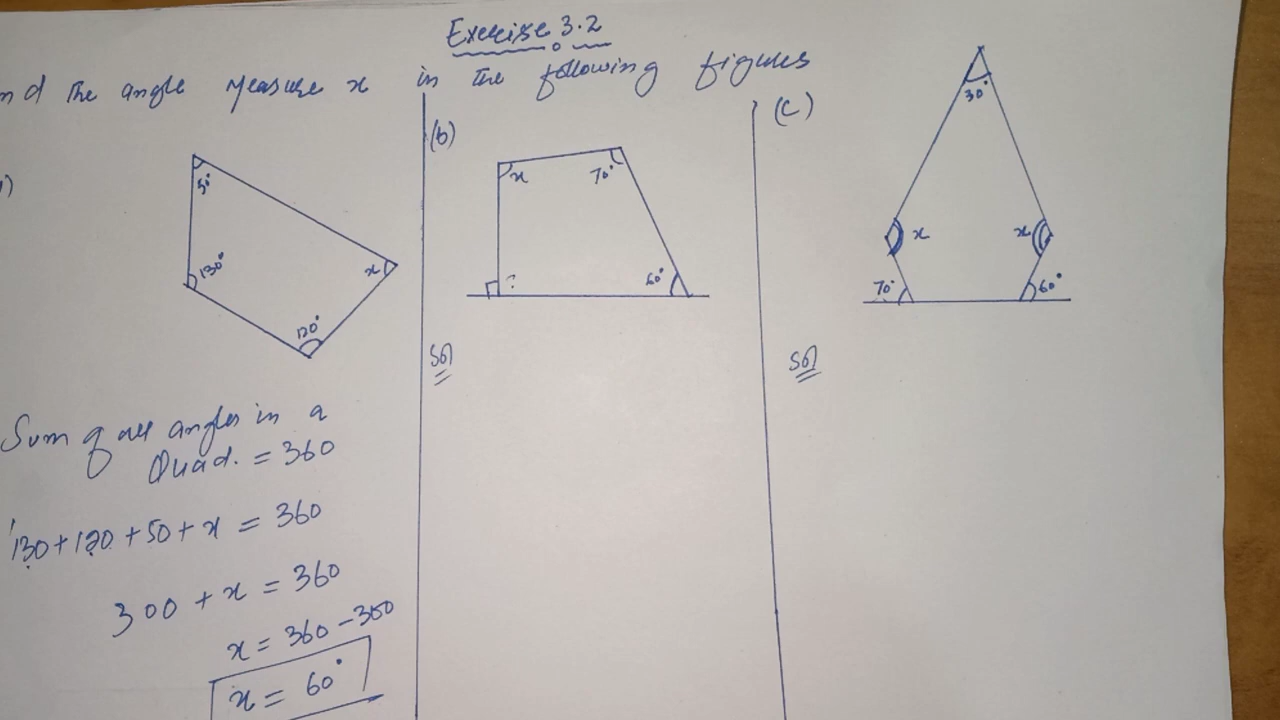 Exercise 3.2
nd the angle measure x in the following figures
50°
130°
120°
x
Sum of all angles in a
Quad. = 360
130+120+50+x = 360
300 + x = 360
x = 360-300
x = 60°
(b)
x
70°
?
60°
Sol
(c)
30°
x
x
70°
60°
Sol